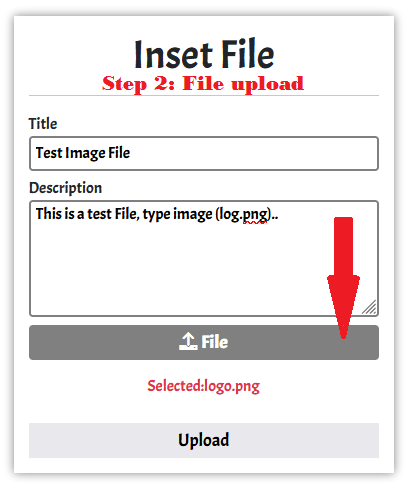 Inset File
Step 2: File upload
Title
Test Image File
Description
This is a test File, type image (log.png)..
File
Selected:logo.png
Upload